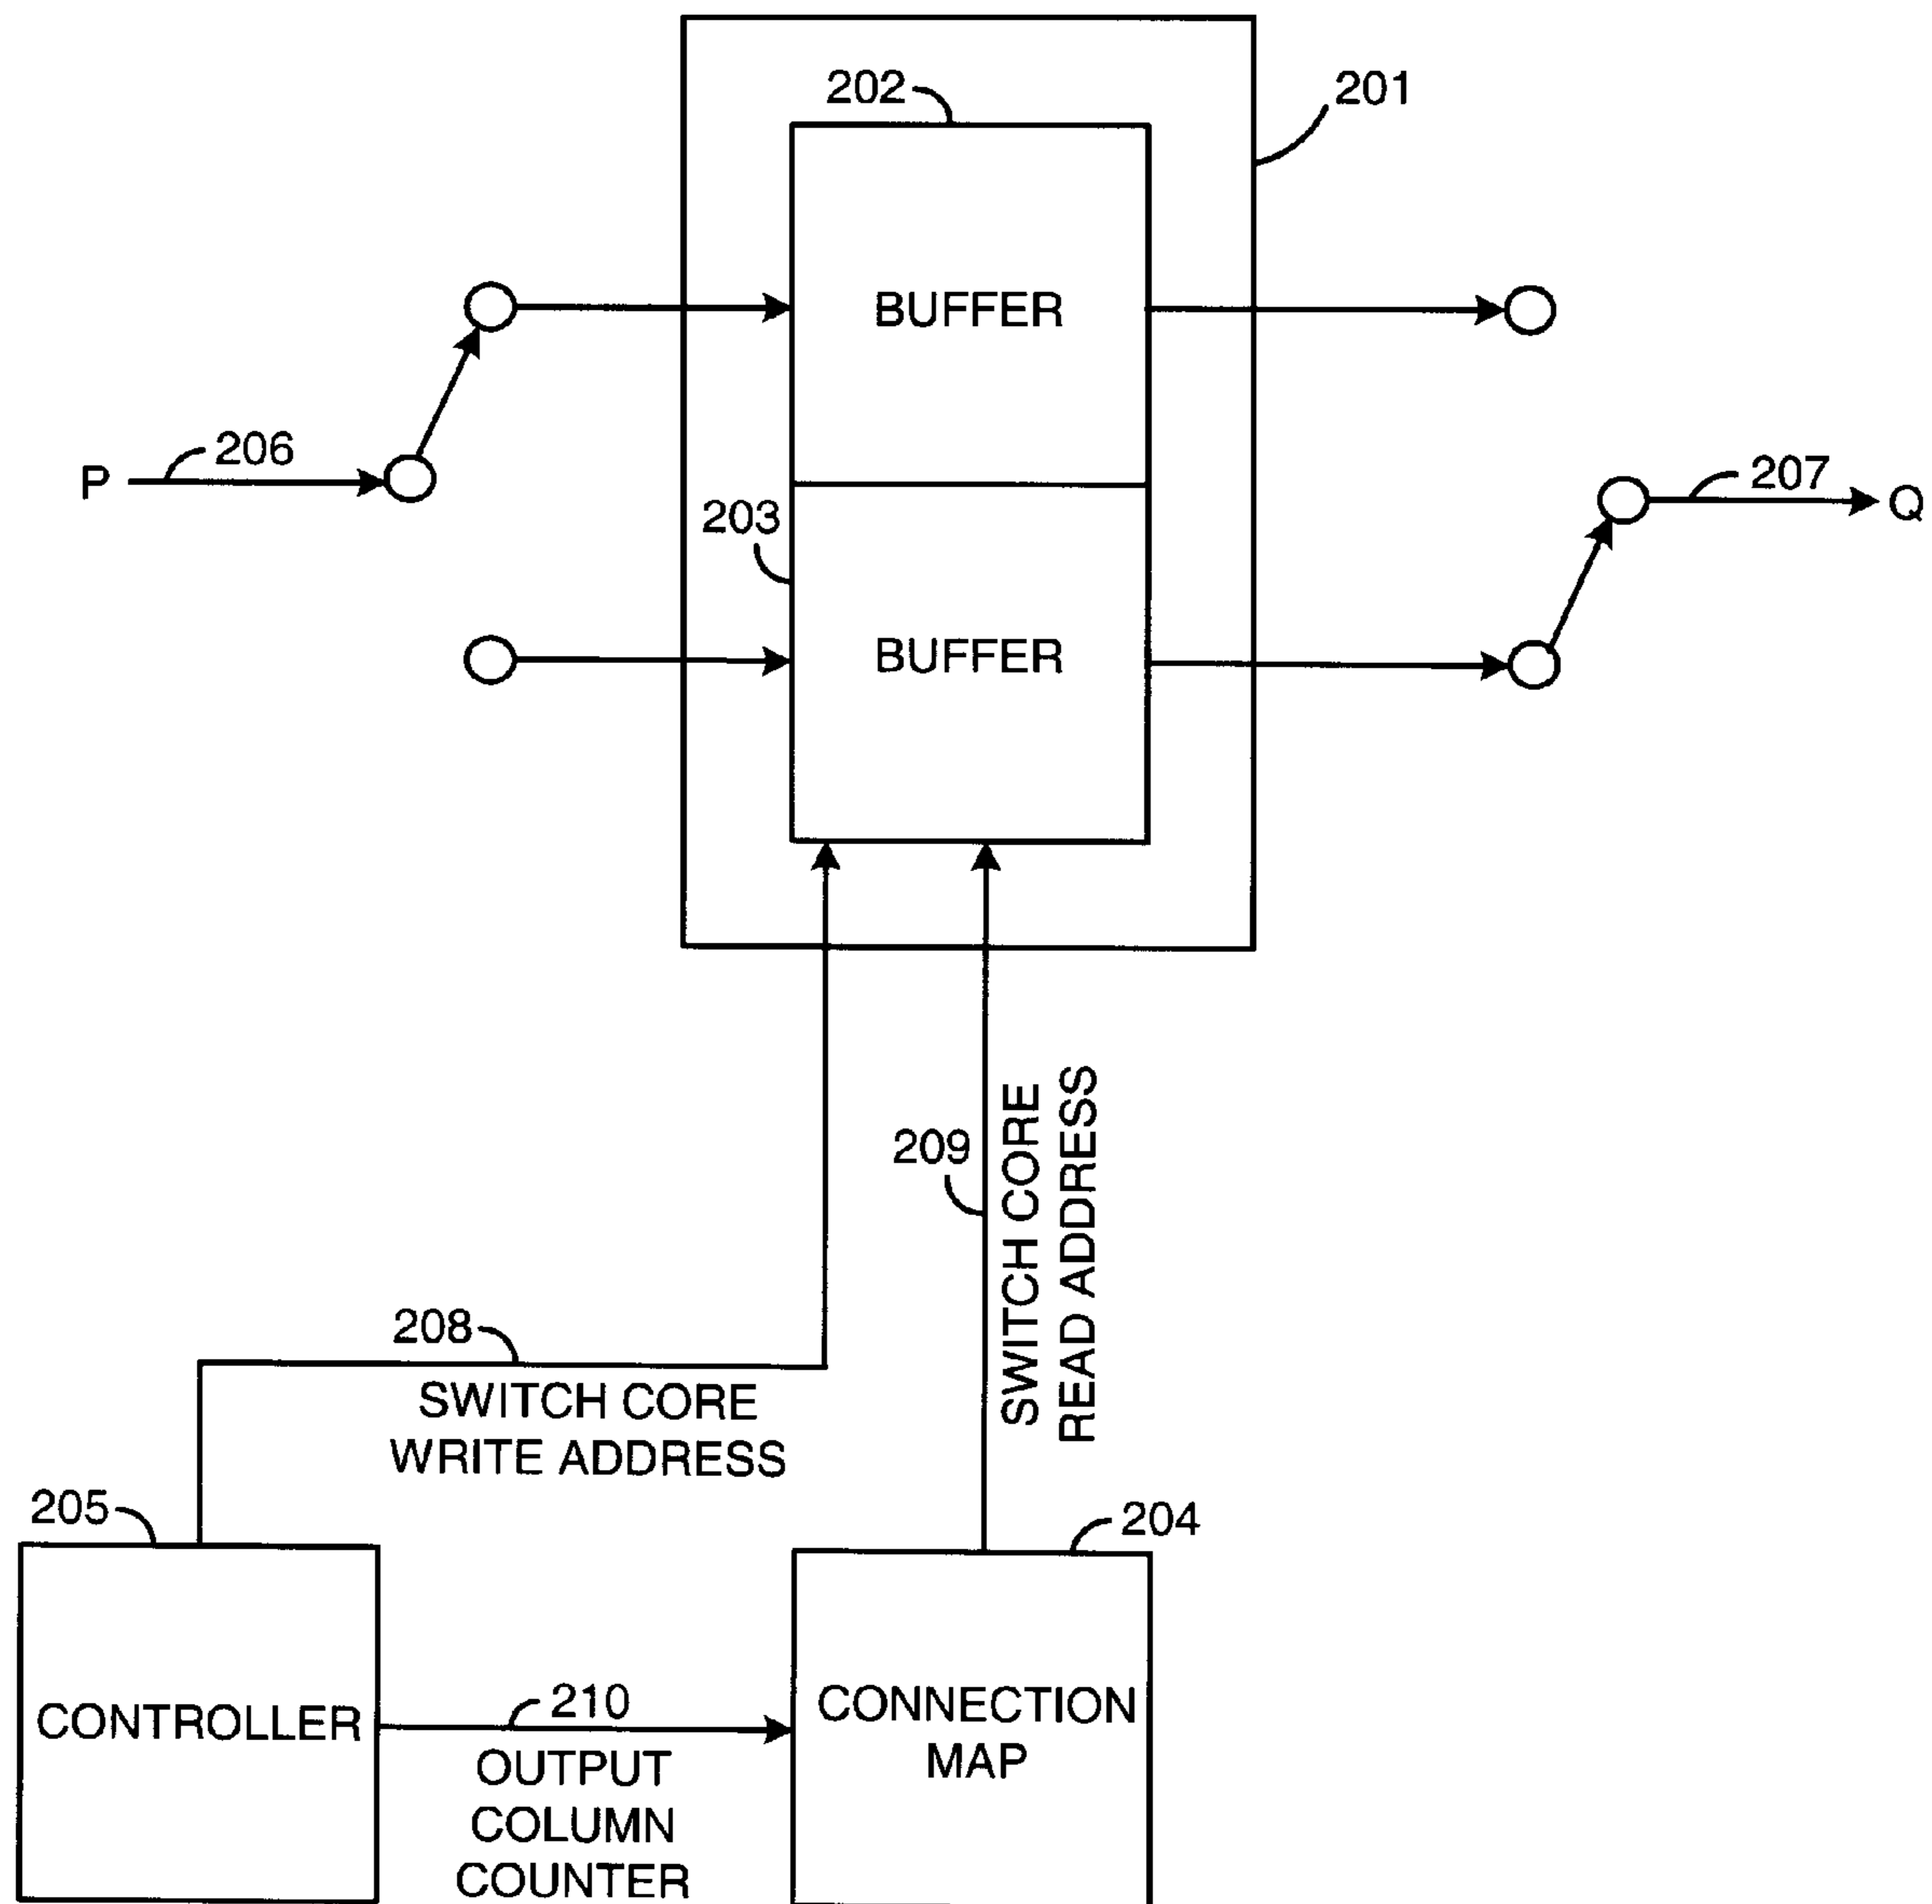 202
201
BUFFER
206
P
207
Q
203
BUFFER
209
SWITCH CORE
READ ADDRESS
208
SWITCH CORE
WRITE ADDRESS
205
204
CONTROLLER
210
OUTPUT
COLUMN
COUNTER
CONNECTION
MAP